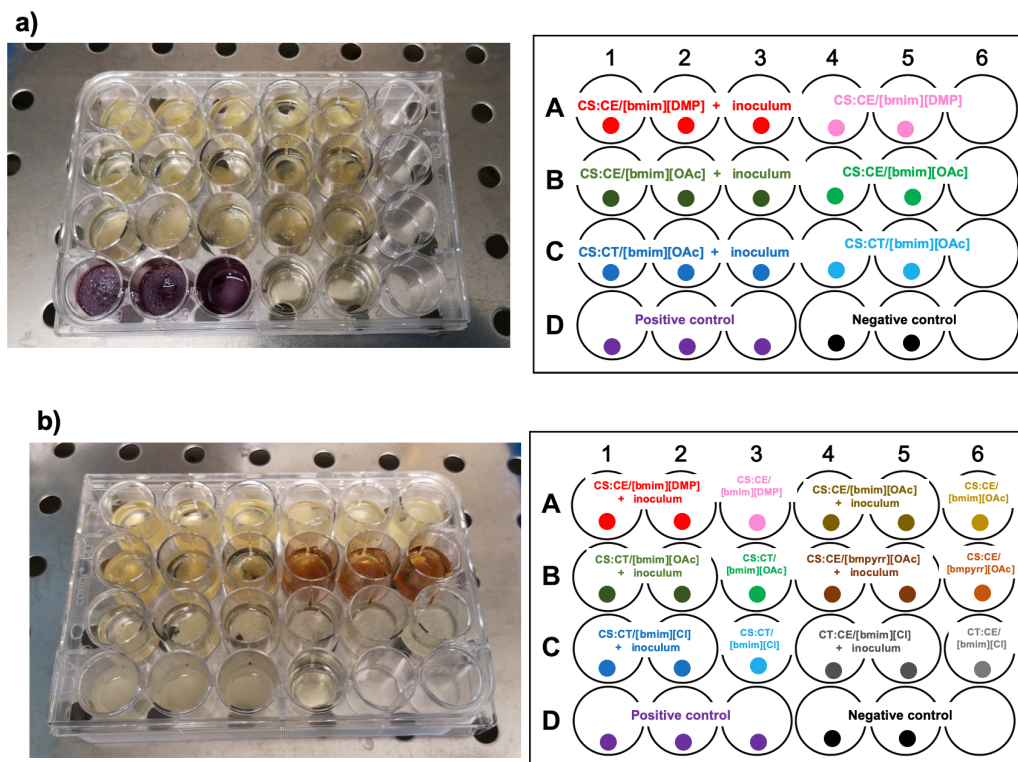 a)
1 2 3 4 5 6
A
CS:CE/[bmim][DMP] + inoculum
CS:CE/[bmim][DMP]
B
CS:CE/[bmim][OAc] + inoculum
CS:CE/[bmim][OAc]
C
CS:CT/[bmim][OAc] + inoculum
CS:CT/[bmim][OAc]
D
Positive control
Negative control
b)
1 2 3 4 5 6
A
CS:CE/[bmim][DMP]
+ inoculum
CS:CE/
[bmim][DMP]
CS:CE/[bmim][OAc]
+ inoculum
CS:CE/
[bmim][OAc]
B
CS:CT/[bmim][OAc]
+ inoculum
CS:CT/
[bmim][OAc]
CS:CE/[bmpyrr][OAc]
+ inoculum
CS:CE/
[bmpyrr][OAc]
C
CS:CT/[bmim][Cl]
+ inoculum
CS:CT/
[bmim][Cl]
CT:CE/[bmim][Cl]
+ inoculum
CT:CE/
[bmim][Cl]
D
Positive control
Negative control